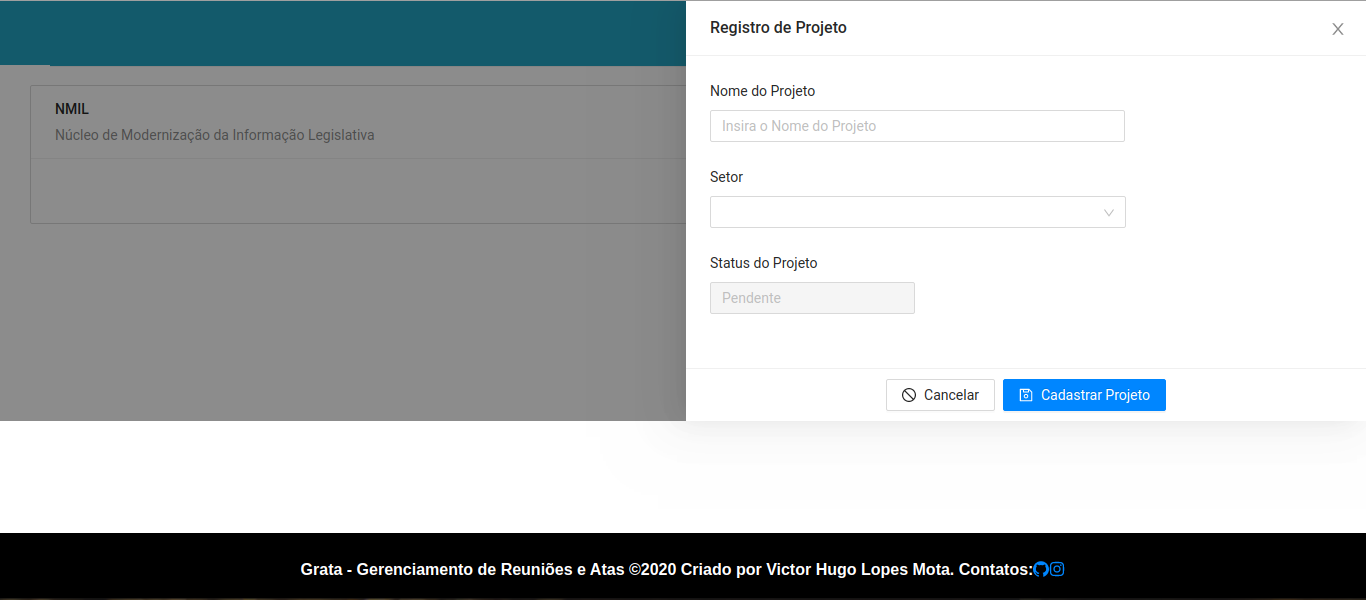 NMIL
Núcleo de Modernização da Informação Legislativa
Registro de Projeto
Nome do Projeto
Insira o Nome do Projeto
Setor
Status do Projeto
Pendente
Cancelar
Cadastrar Projeto
Grata - Gerenciamento de Reuniões e Atas ©2020 Criado por Victor Hugo Lopes Mota. Contatos: